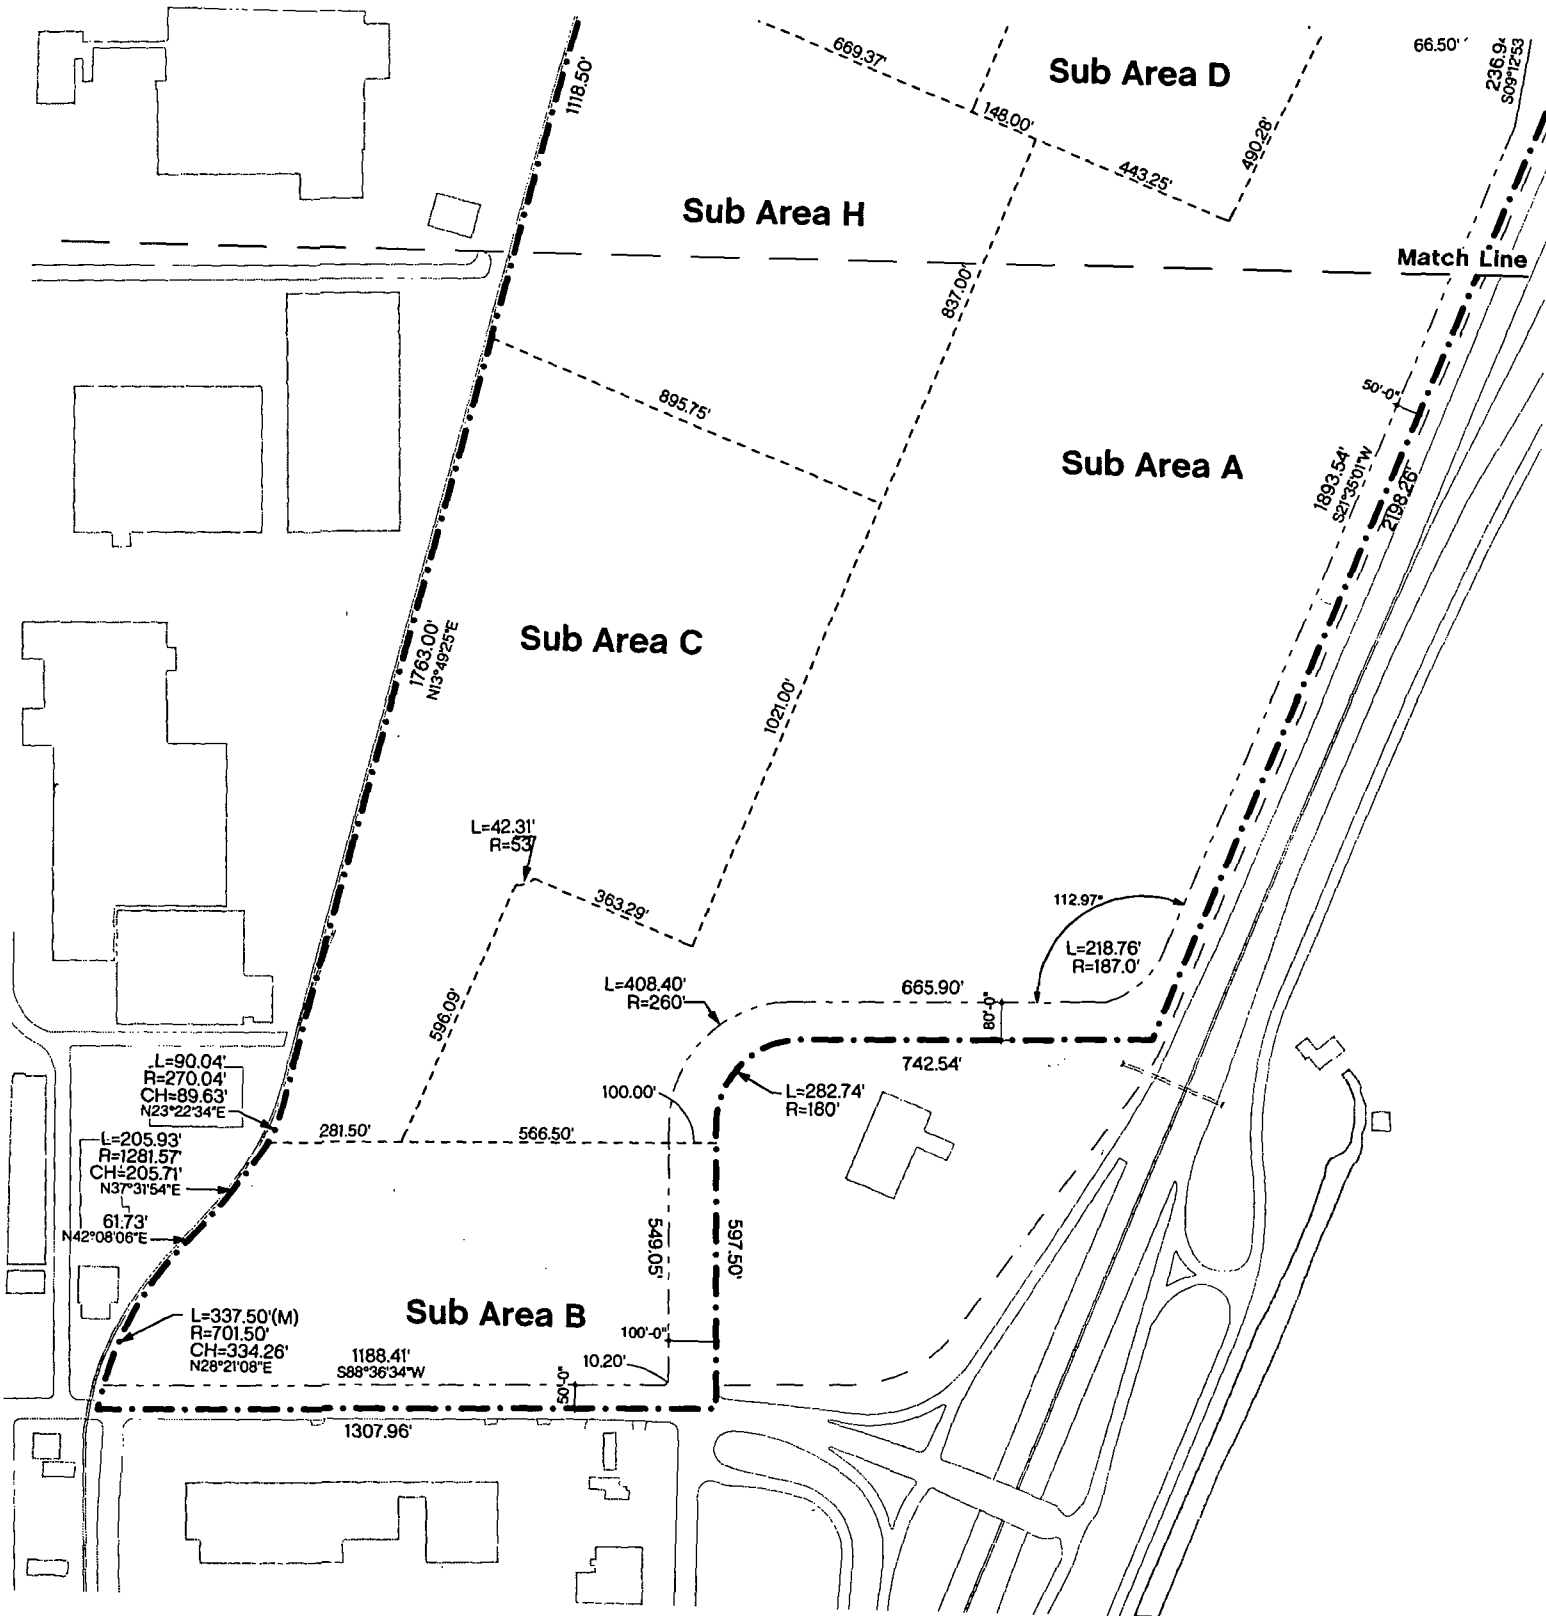 669.37'
66.50'
236.94
S09°12'53
Sub Area D
1118.50'
148.00'
490.28'
443.25'
Sub Area H
Match Line
837.00'
50'-0"
895.75'
Sub Area A
1893.54'
S21°35'01"W
2198.26'
Sub Area C
1763.00'
N13°49'25"E
1021.00'
L=42.31'
R=53'
363.29'
112.97°
L=218.76'
R=187.0'
L=408.40'
R=260'
665.90'
80'-0"
596.09'
742.54'
L=90.04'
R=270.04'
CH=89.63'
N23°22'34"E
100.00'
L=282.74'
R=180'
281.50'
566.50'
L=205.93'
R=1281.57'
CH=205.71'
N37°31'54"E
61.73'
N42°08'06"E
549.05'
597.50'
Sub Area B
L=337.50'(M)
R=701.50'
CH=334.26'
N28°21'08"E
100'-0"
1188.41'
S88°36'34"W
10.20'
50'-0"
1307.96'